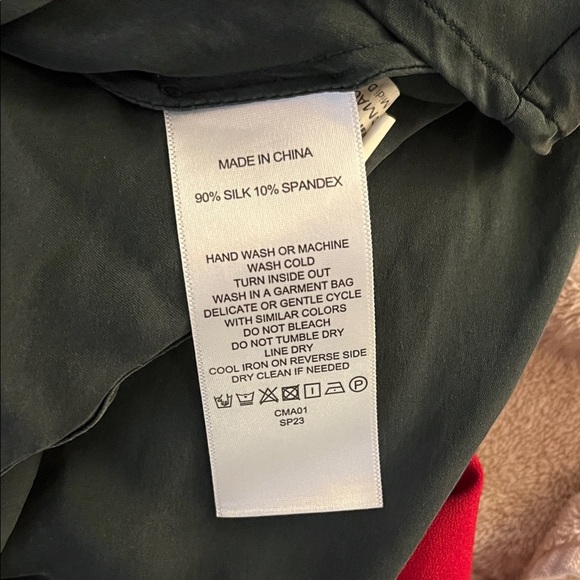 MADE IN CHINA
90% SILK 10% SPANDEX
HAND WASH OR MACHINE
WASH COLD
TURN INSIDE OUT
WASH IN A GARMENT BAG
DELICATE OR GENTLE CYCLE
WITH SIMILAR COLORS
DO NOT BLEACH
DO NOT TUMBLE DRY
LINE DRY
COOL IRON ON REVERSE SIDE
DRY CLEAN IF NEEDED
P
CMA01
SP23